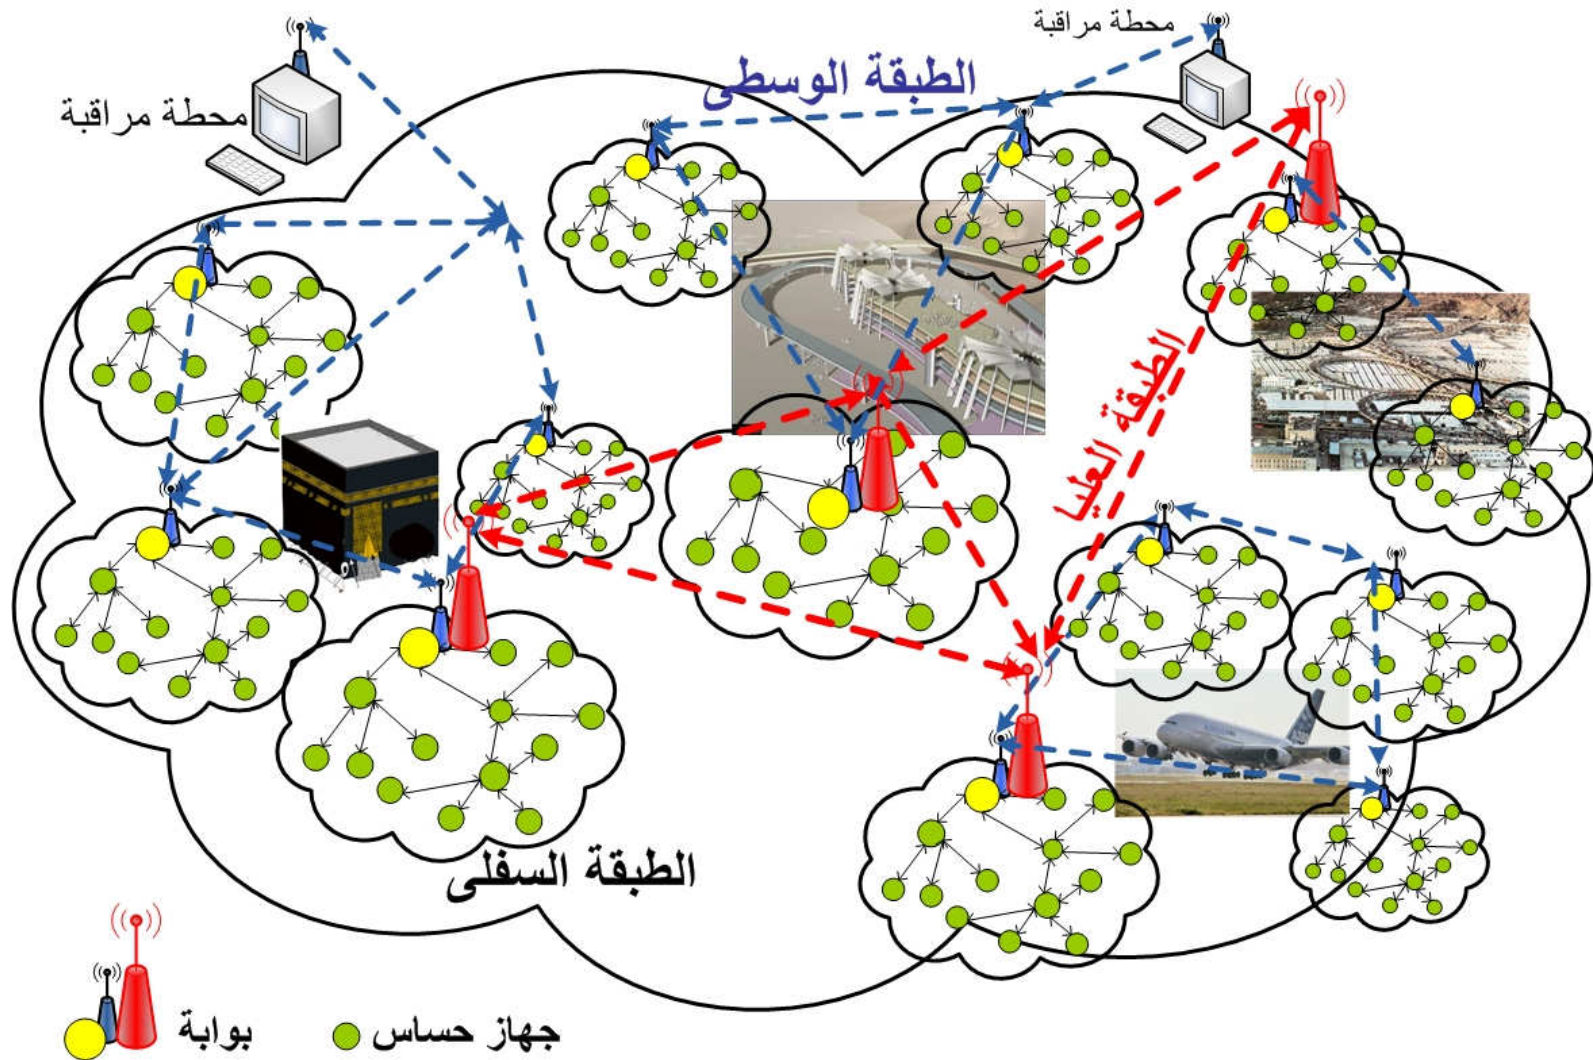 محطة مراقبة
الطبقة الوسطى
محطة مراقبة
الطبقة العليا
الطبقة السفلى
بوابة
جهاز حساس